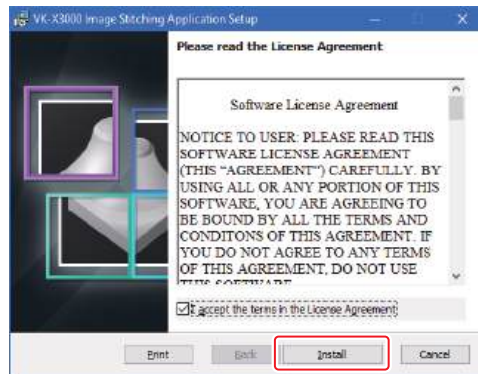 VK-X3000 Image Stitching Application Setup
Please read the License Agreement
Software License Agreement
NOTICE TO USER: PLEASE READ THIS
SOFTWARE LICENSE AGREEMENT
(THIS “AGREEMENT”) CAREFULLY. BY
USING ALL OR ANY PORTION OF THIS
SOFTWARE, YOU ARE AGREEING TO
BE BOUND BY ALL THE TERMS AND
CONDITONS OF THIS AGREEMENT. IF
YOU DO NOT AGREE TO ANY TERMS
OF THIS AGREEMENT, DO NOT USE
THIS SOFTWARE
I accept the terms in the License Agreement
Print Back Install Cancel